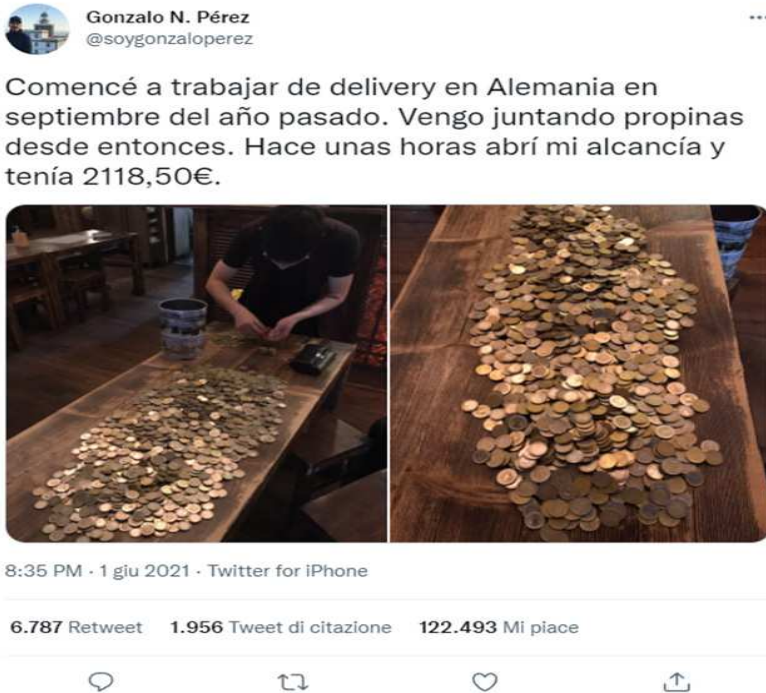 Gonzalo N. Pérez
@soygonzaloperez
Comencé a trabajar de delivery en Alemania en
septiembre del año pasado. Vengo juntando propinas
desde entonces. Hace unas horas abrí mi alcancía y
tenía 2118,50€.
8:35 PM · 1 giu 2021 · Twitter for iPhone
6.787 Retweet 1.956 Tweet di citazione 122.493 Mi piace